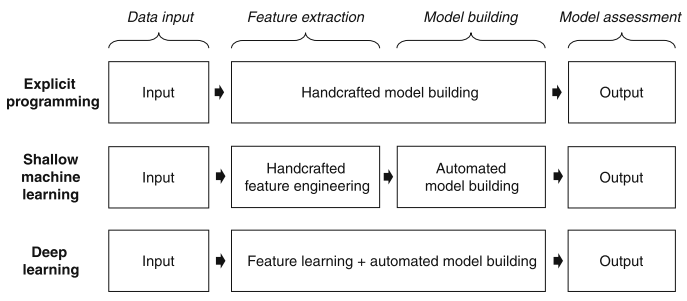 Data input
Feature extraction
Model building
Model assessment
Explicit
programming
Input
Handcrafted model building
Output
Shallow
machine
learning
Input
Handcrafted
feature engineering
Automated
model building
Output
Deep
learning
Input
Feature learning + automated model building
Output